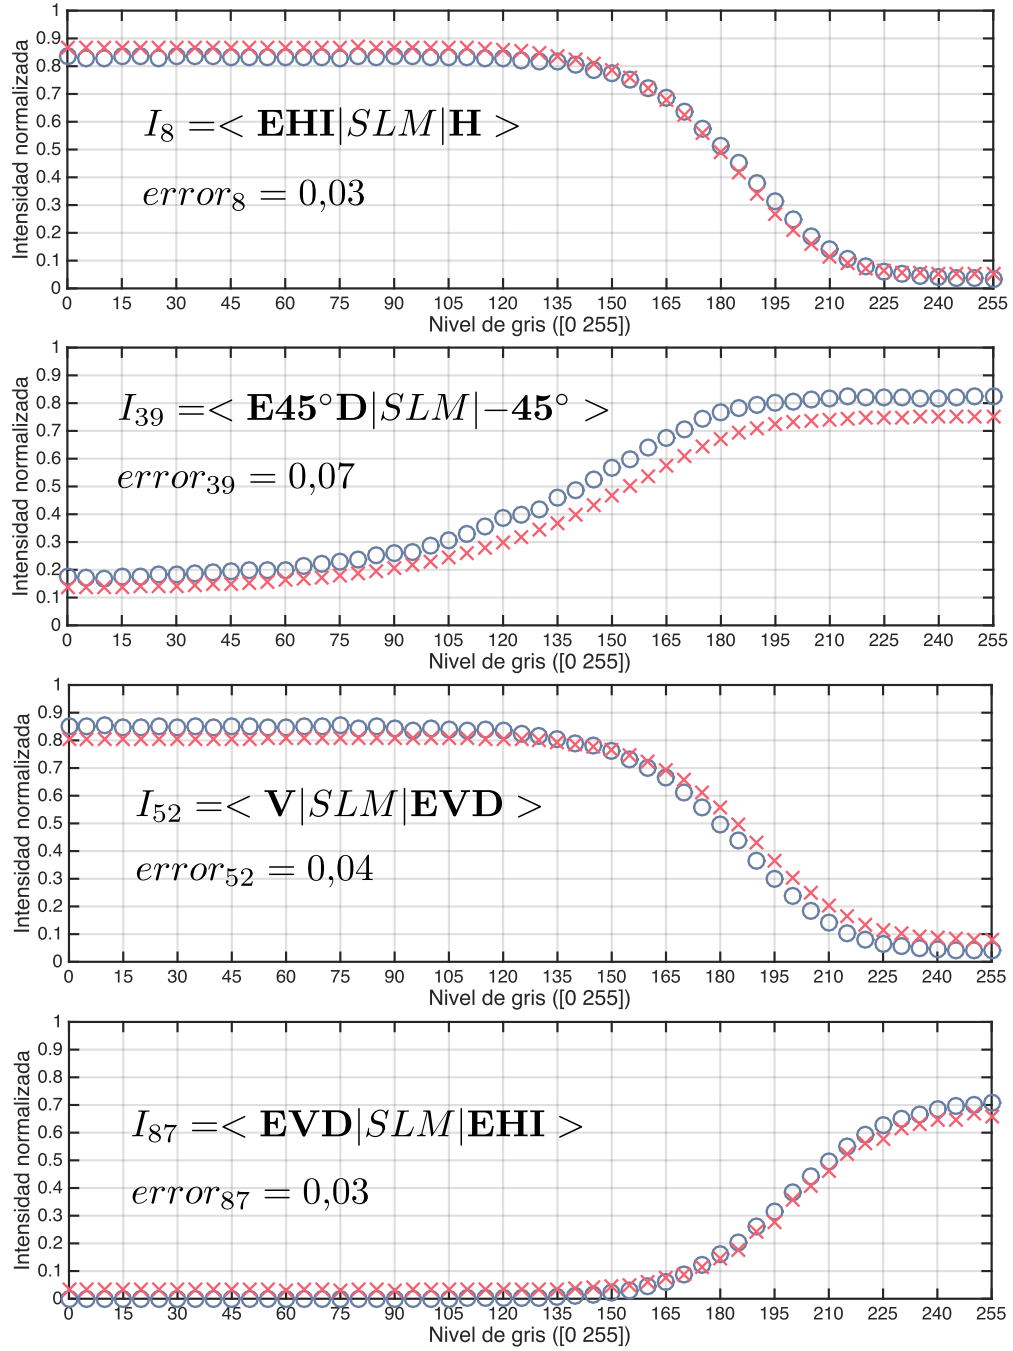 1
0.9
0.8
0.7
0.6
0.5
0.4
0.3
0.2
0.1
0
Intensidad normalizada
I₈ =< EHI|SLM|H >
error₈ = 0,03
0 15 30 45 60 75 90 105 120 135 150 165 180 195 210 225 240 255
Nivel de gris ([0 255])
1
0.9
0.8
0.7
0.6
0.5
0.4
0.3
0.2
0.1
0
Intensidad normalizada
I₃₉ =< E45°D|SLM|−45° >
error₃₉ = 0,07
0 15 30 45 60 75 90 105 120 135 150 165 180 195 210 225 240 255
Nivel de gris ([0 255])
1
0.9
0.8
0.7
0.6
0.5
0.4
0.3
0.2
0.1
0
Intensidad normalizada
I₅₂ =< V|SLM|EVD >
error₅₂ = 0,04
0 15 30 45 60 75 90 105 120 135 150 165 180 195 210 225 240 255
Nivel de gris ([0 255])
1
0.9
0.8
0.7
0.6
0.5
0.4
0.3
0.2
0.1
0
Intensidad normalizada
I₈₇ =< EVD|SLM|EHI >
error₈₇ = 0,03
0 15 30 45 60 75 90 105 120 135 150 165 180 195 210 225 240 255
Nivel de gris ([0 255])